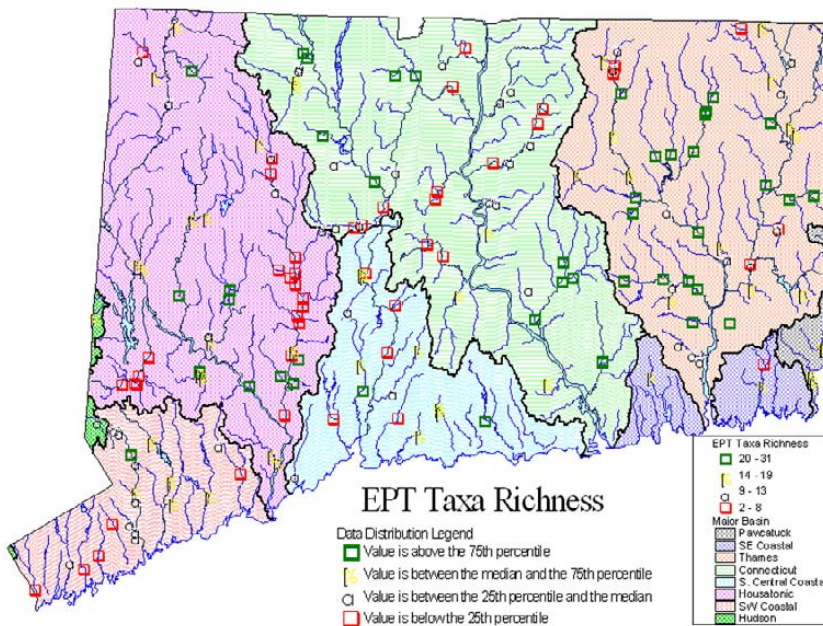 EPT Taxa Richness
Data Distribution Legend
Value is above the 75th percentile
Value is between the median and the 75th percentile
Value is between the 25th percentile and the median
Value is below the 25th percentile
EPT Taxa Richness
20 - 31
14 - 19
9 - 13
2 - 8
Major Basin
Pawcatuck
SE Coastal
Thames
Connecticut
S. Central Coasta
Housatonic
SW Coastal
Hudson